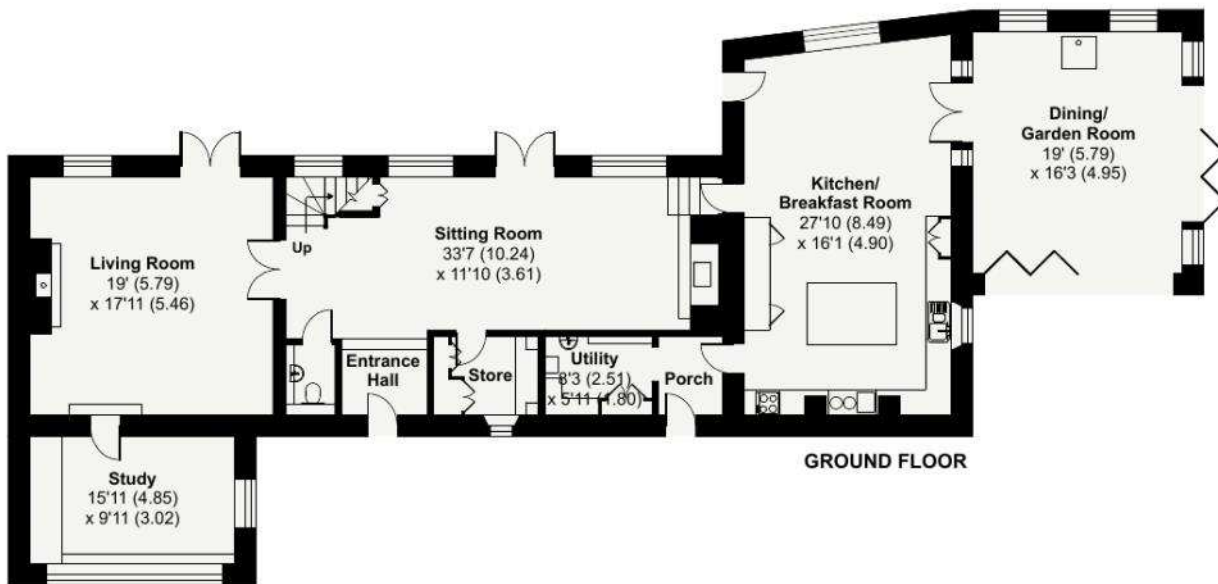 Dining/
Garden Room
19' (5.79)
x 16'3 (4.95)
Kitchen/
Breakfast Room
27'10 (8.49)
x 16'1 (4.90)
Up
Sitting Room
33'7 (10.24)
x 11'10 (3.61)
Living Room
19' (5.79)
x 17'11 (5.46)
Entrance
Hall
Store
Utility
8'3 (2.51)
x 5'11 (1.80)
Porch
GROUND FLOOR
Study
15'11 (4.85)
x 9'11 (3.02)